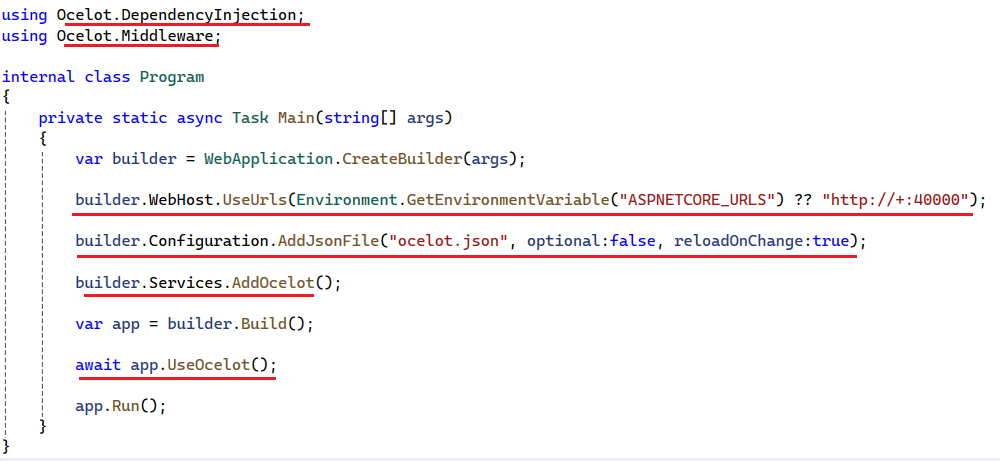 using Ocelot.DependencyInjection;
using Ocelot.Middleware;
internal class Program
{
private static async Task Main(string[] args)
{
var builder = WebApplication.CreateBuilder(args);
builder.WebHost.UseUrls(Environment.GetEnvironmentVariable("ASPNETCORE_URLS") ?? "http://+:40000");
builder.Configuration.AddJsonFile("ocelot.json", optional:false, reloadOnChange:true);
builder.Services.AddOcelot();
var app = builder.Build();
await app.UseOcelot();
app.Run();
}
}